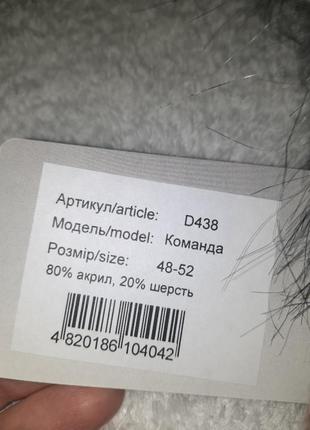 Артикул/article: D438
Модель/model: Команда
Розмір/size: 48-52
80% акрил, 20% шерсть
4 820186 104042